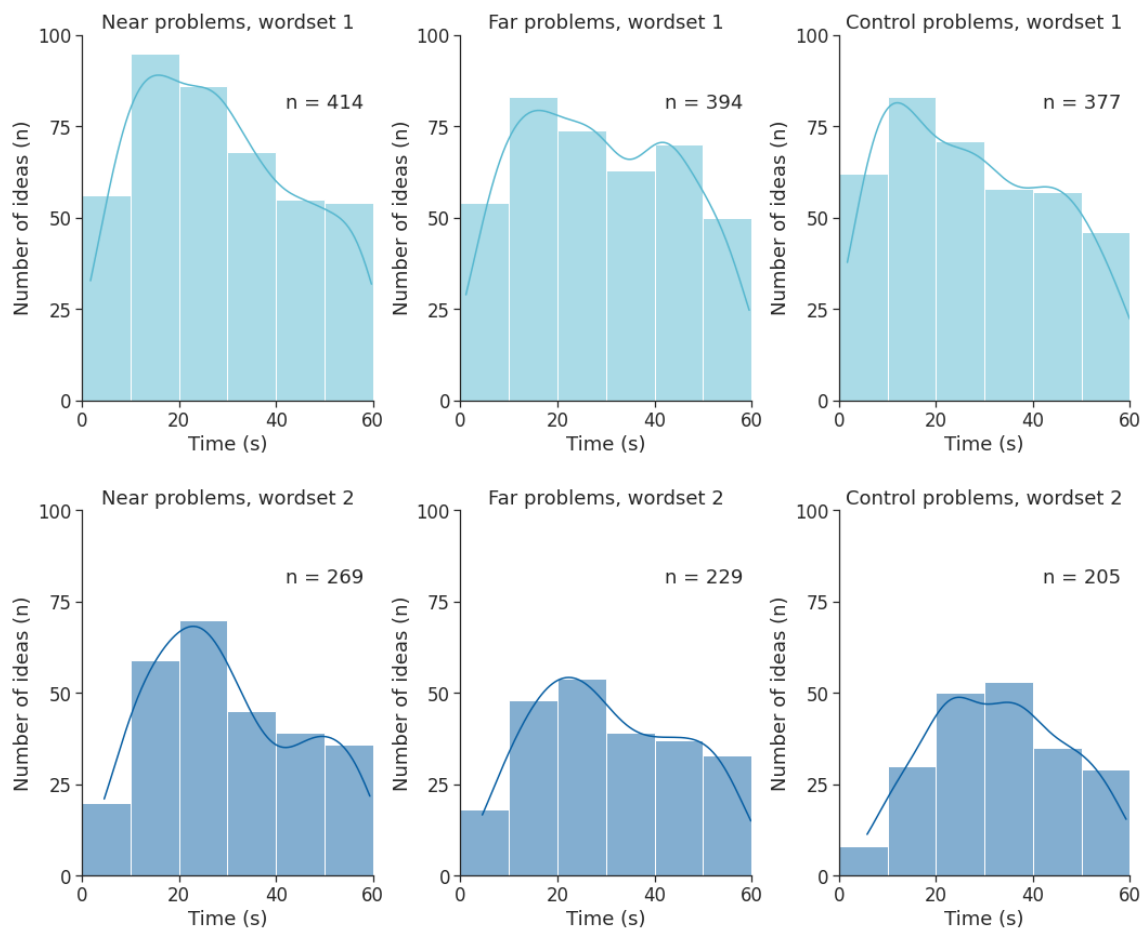 Near problems, wordset 1
Far problems, wordset 1
Control problems, wordset 1
100
75
50
25
0
Number of ideas (n)
n = 414
0 20 40 60
Time (s)
100
75
50
25
0
Number of ideas (n)
n = 394
0 20 40 60
Time (s)
100
75
50
25
0
Number of ideas (n)
n = 377
0 20 40 60
Time (s)
Near problems, wordset 2
Far problems, wordset 2
Control problems, wordset 2
100
75
50
25
0
Number of ideas (n)
n = 269
0 20 40 60
Time (s)
100
75
50
25
0
Number of ideas (n)
n = 229
0 20 40 60
Time (s)
100
75
50
25
0
Number of ideas (n)
n = 205
0 20 40 60
Time (s)